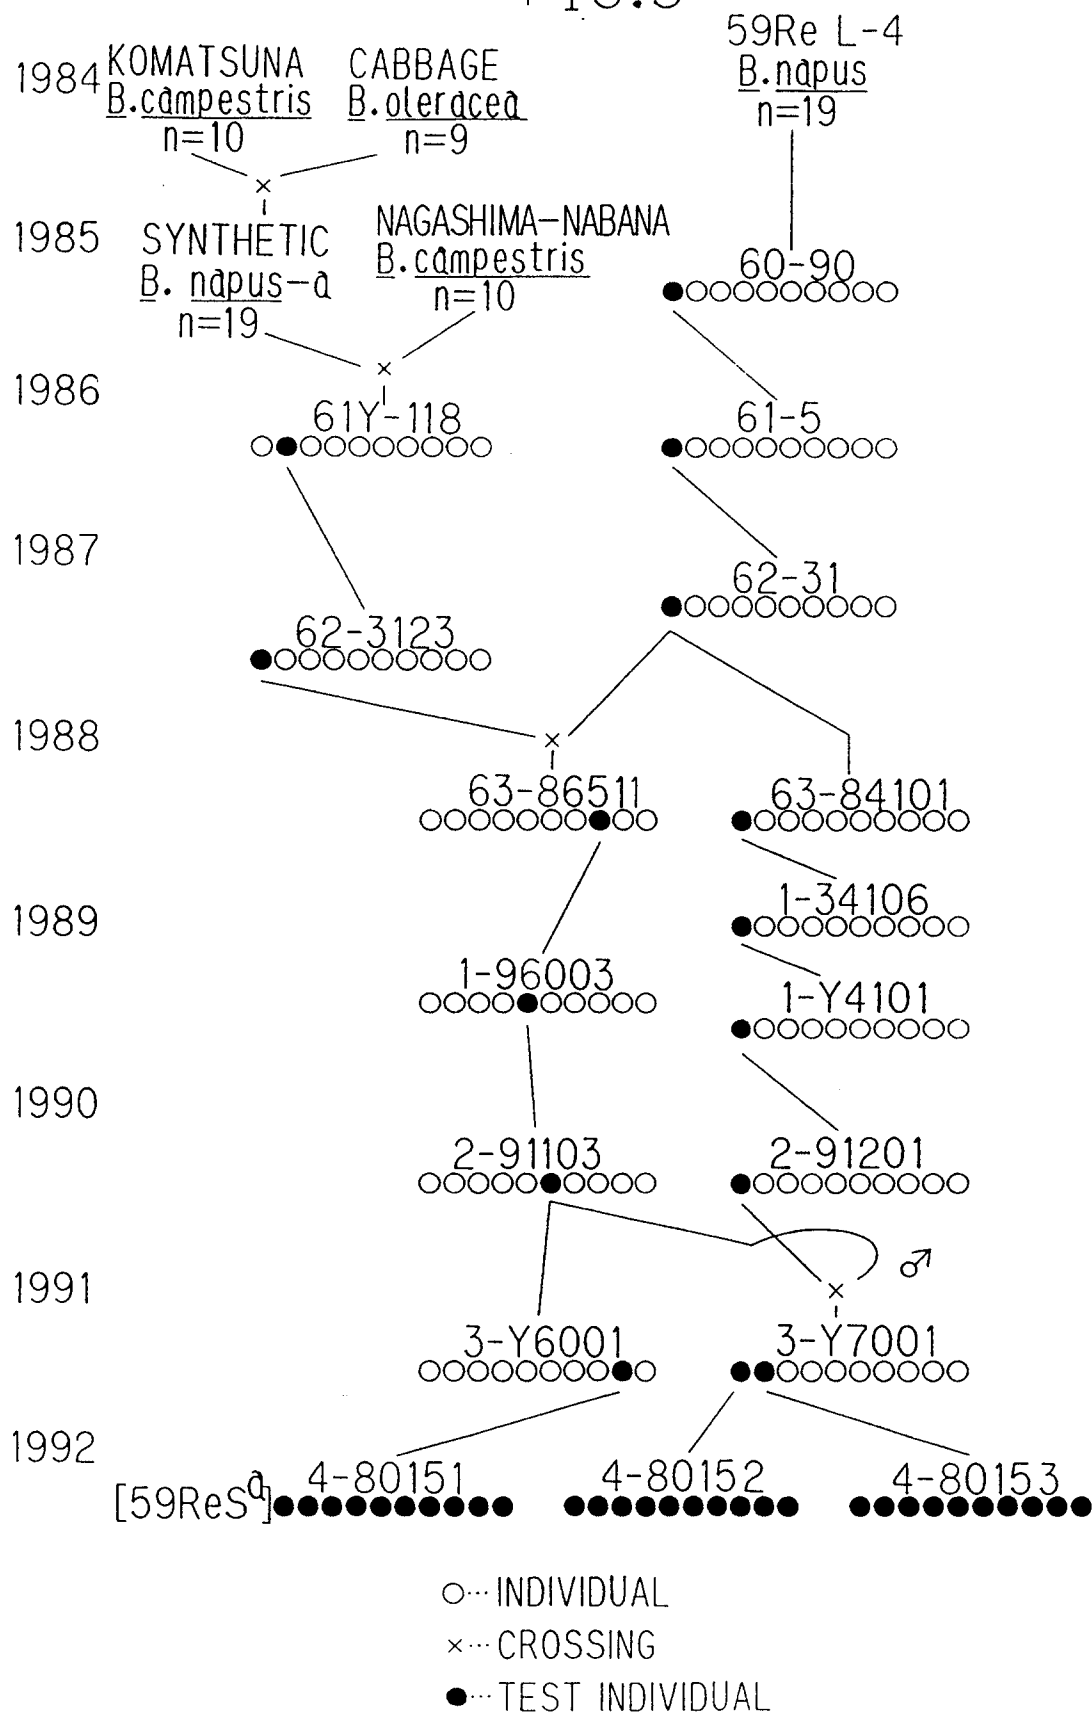 FIG.5
1984
KOMATSUNA
B.campestris
n=10
CABBAGE
B.oleracea
n=9
59Re L-4
B.napus
n=19
×
1985
SYNTHETIC
B. napus-a
n=19
NAGASHIMA-NABANA
B.campestris
n=10
60-90
×
1986
61Y-118
61-5
1987
62-31
62-3123
1988
×
63-86511
63-84101
1989
1-34106
1-96003
1-Y4101
1990
2-91103
2-91201
♂
1991
×
3-Y6001
3-Y7001
1992
[59ReSa]
4-80151
4-80152
4-80153
○··· INDIVIDUAL
×··· CROSSING
●··· TEST INDIVIDUAL